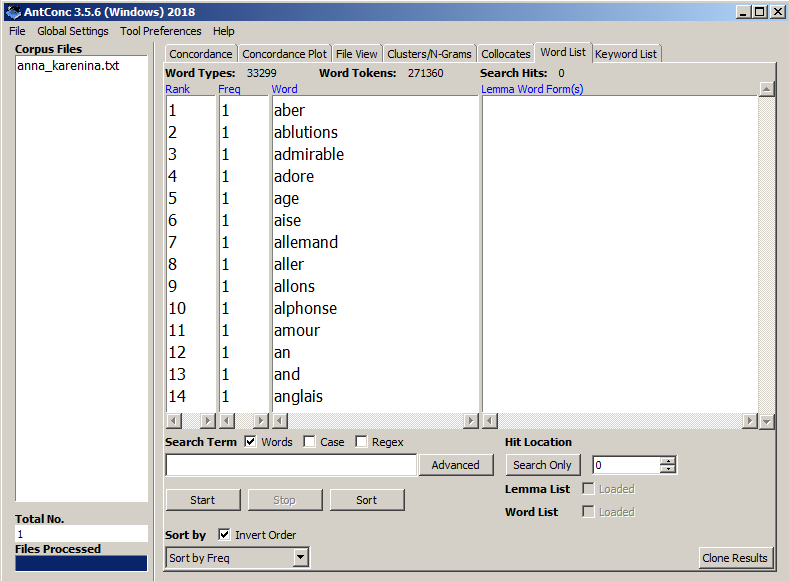 AntConc 3.5.6 (Windows) 2018
File Global Settings Tool Preferences Help
Corpus Files
anna_karenina.txt
Concordance Concordance Plot File View Clusters/N-Grams Collocates Word List Keyword List
Word Types: 33299 Word Tokens: 271360 Search Hits: 0
Rank Freq Word Lemma Word Form(s)
1 1 aber
2 1 ablutions
3 1 admirable
4 1 adore
5 1 age
6 1 aise
7 1 allemand
8 1 aller
9 1 allons
10 1 alphonse
11 1 amour
12 1 an
13 1 and
14 1 anglais
Search Term Words Case Regex Hit Location
Advanced Search Only 0
Start Stop Sort Lemma List Loaded
Word List Loaded
Total No.
1
Files Processed
Sort by Invert Order
Sort by Freq Clone Results